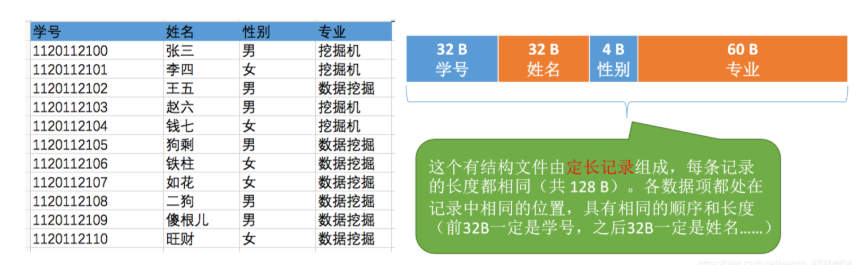 学号 姓名 性别 专业
1120112100 张三 男 挖掘机
1120112101 李四 女 挖掘机
1120112102 王五 男 数据挖掘
1120112103 赵六 男 挖掘机
1120112104 钱七 女 挖掘机
1120112105 狗剩 男 数据挖掘
1120112106 铁柱 女 数据挖掘
1120112107 如花 女 数据挖掘
1120112108 二狗 男 数据挖掘
1120112109 傻根儿 男 数据挖掘
1120112110 旺财 女 数据挖掘
32 B 32 B 4 B 60 B
学号 姓名 性别 专业
这个有结构文件由定长记录组成，每条记录
的长度都相同（共 128 B）。各数据项都处在
记录中相同的位置，具有相同的顺序和长度
（前32B一定是学号，之后32B一定是姓名……）